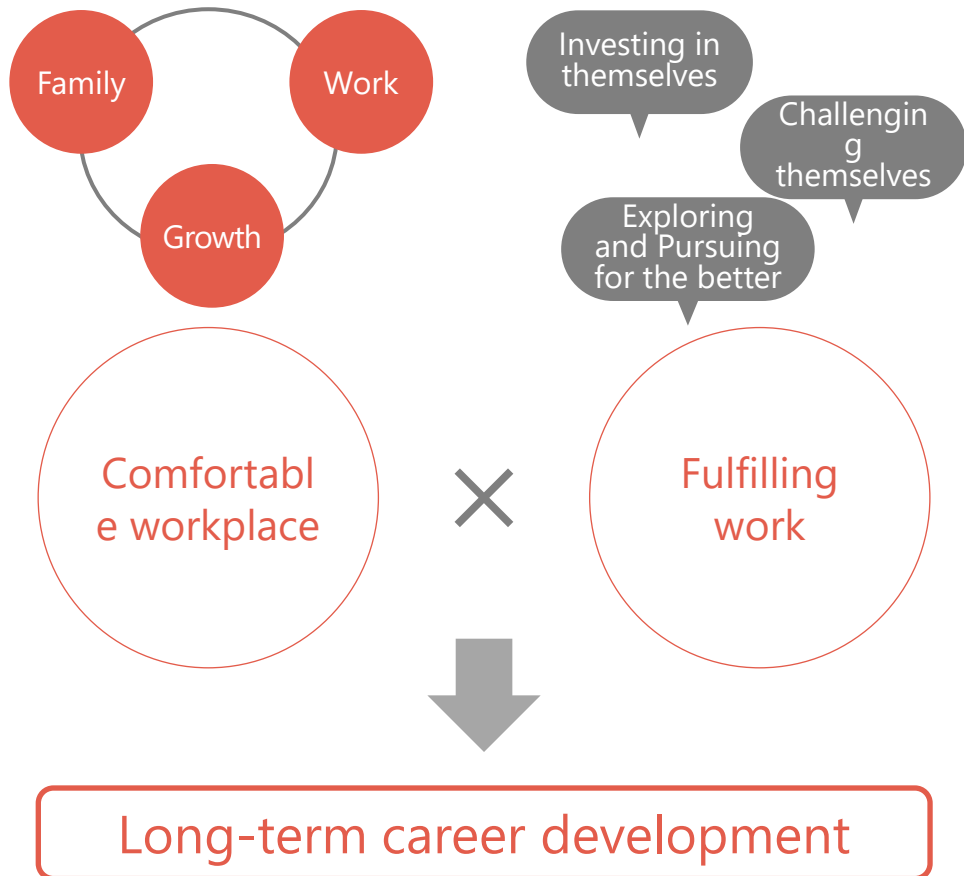 Family
Work
Growth
Investing in
themselves
Challengin
g
themselves
Exploring
and Pursuing
for the better
Comfortabl
e workplace
Fulfilling
work
Long-term career development